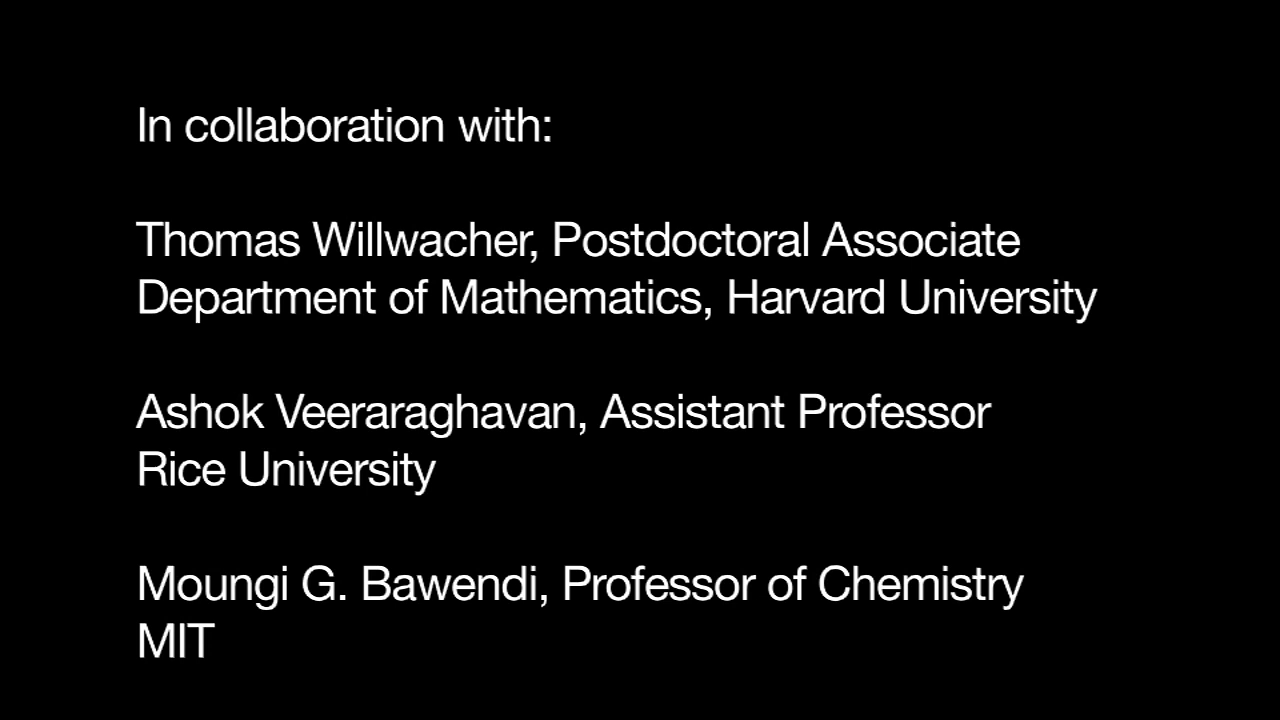 In collaboration with:
Thomas Willwacher, Postdoctoral Associate
Department of Mathematics, Harvard University
Ashok Veeraraghavan, Assistant Professor
Rice University
Moungi G. Bawendi, Professor of Chemistry
MIT